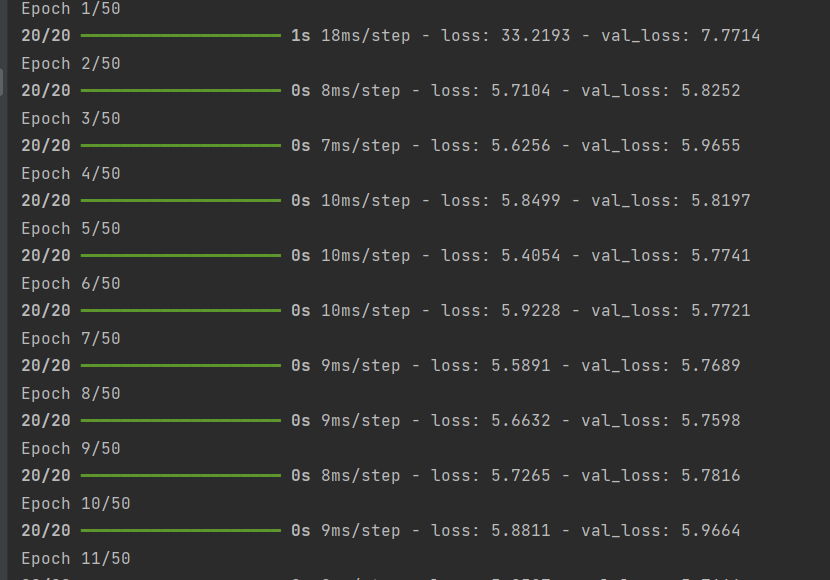 Epoch 1/50
20/20 ━━━━━━━━━━━━━━━━━━━━ 1s 18ms/step - loss: 33.2193 - val_loss: 7.7714
Epoch 2/50
20/20 ━━━━━━━━━━━━━━━━━━━━ 0s 8ms/step - loss: 5.7104 - val_loss: 5.8252
Epoch 3/50
20/20 ━━━━━━━━━━━━━━━━━━━━ 0s 7ms/step - loss: 5.6256 - val_loss: 5.9655
Epoch 4/50
20/20 ━━━━━━━━━━━━━━━━━━━━ 0s 10ms/step - loss: 5.8499 - val_loss: 5.8197
Epoch 5/50
20/20 ━━━━━━━━━━━━━━━━━━━━ 0s 10ms/step - loss: 5.4054 - val_loss: 5.7741
Epoch 6/50
20/20 ━━━━━━━━━━━━━━━━━━━━ 0s 10ms/step - loss: 5.9228 - val_loss: 5.7721
Epoch 7/50
20/20 ━━━━━━━━━━━━━━━━━━━━ 0s 9ms/step - loss: 5.5891 - val_loss: 5.7689
Epoch 8/50
20/20 ━━━━━━━━━━━━━━━━━━━━ 0s 9ms/step - loss: 5.6632 - val_loss: 5.7598
Epoch 9/50
20/20 ━━━━━━━━━━━━━━━━━━━━ 0s 8ms/step - loss: 5.7265 - val_loss: 5.7816
Epoch 10/50
20/20 ━━━━━━━━━━━━━━━━━━━━ 0s 9ms/step - loss: 5.8811 - val_loss: 5.9664
Epoch 11/50